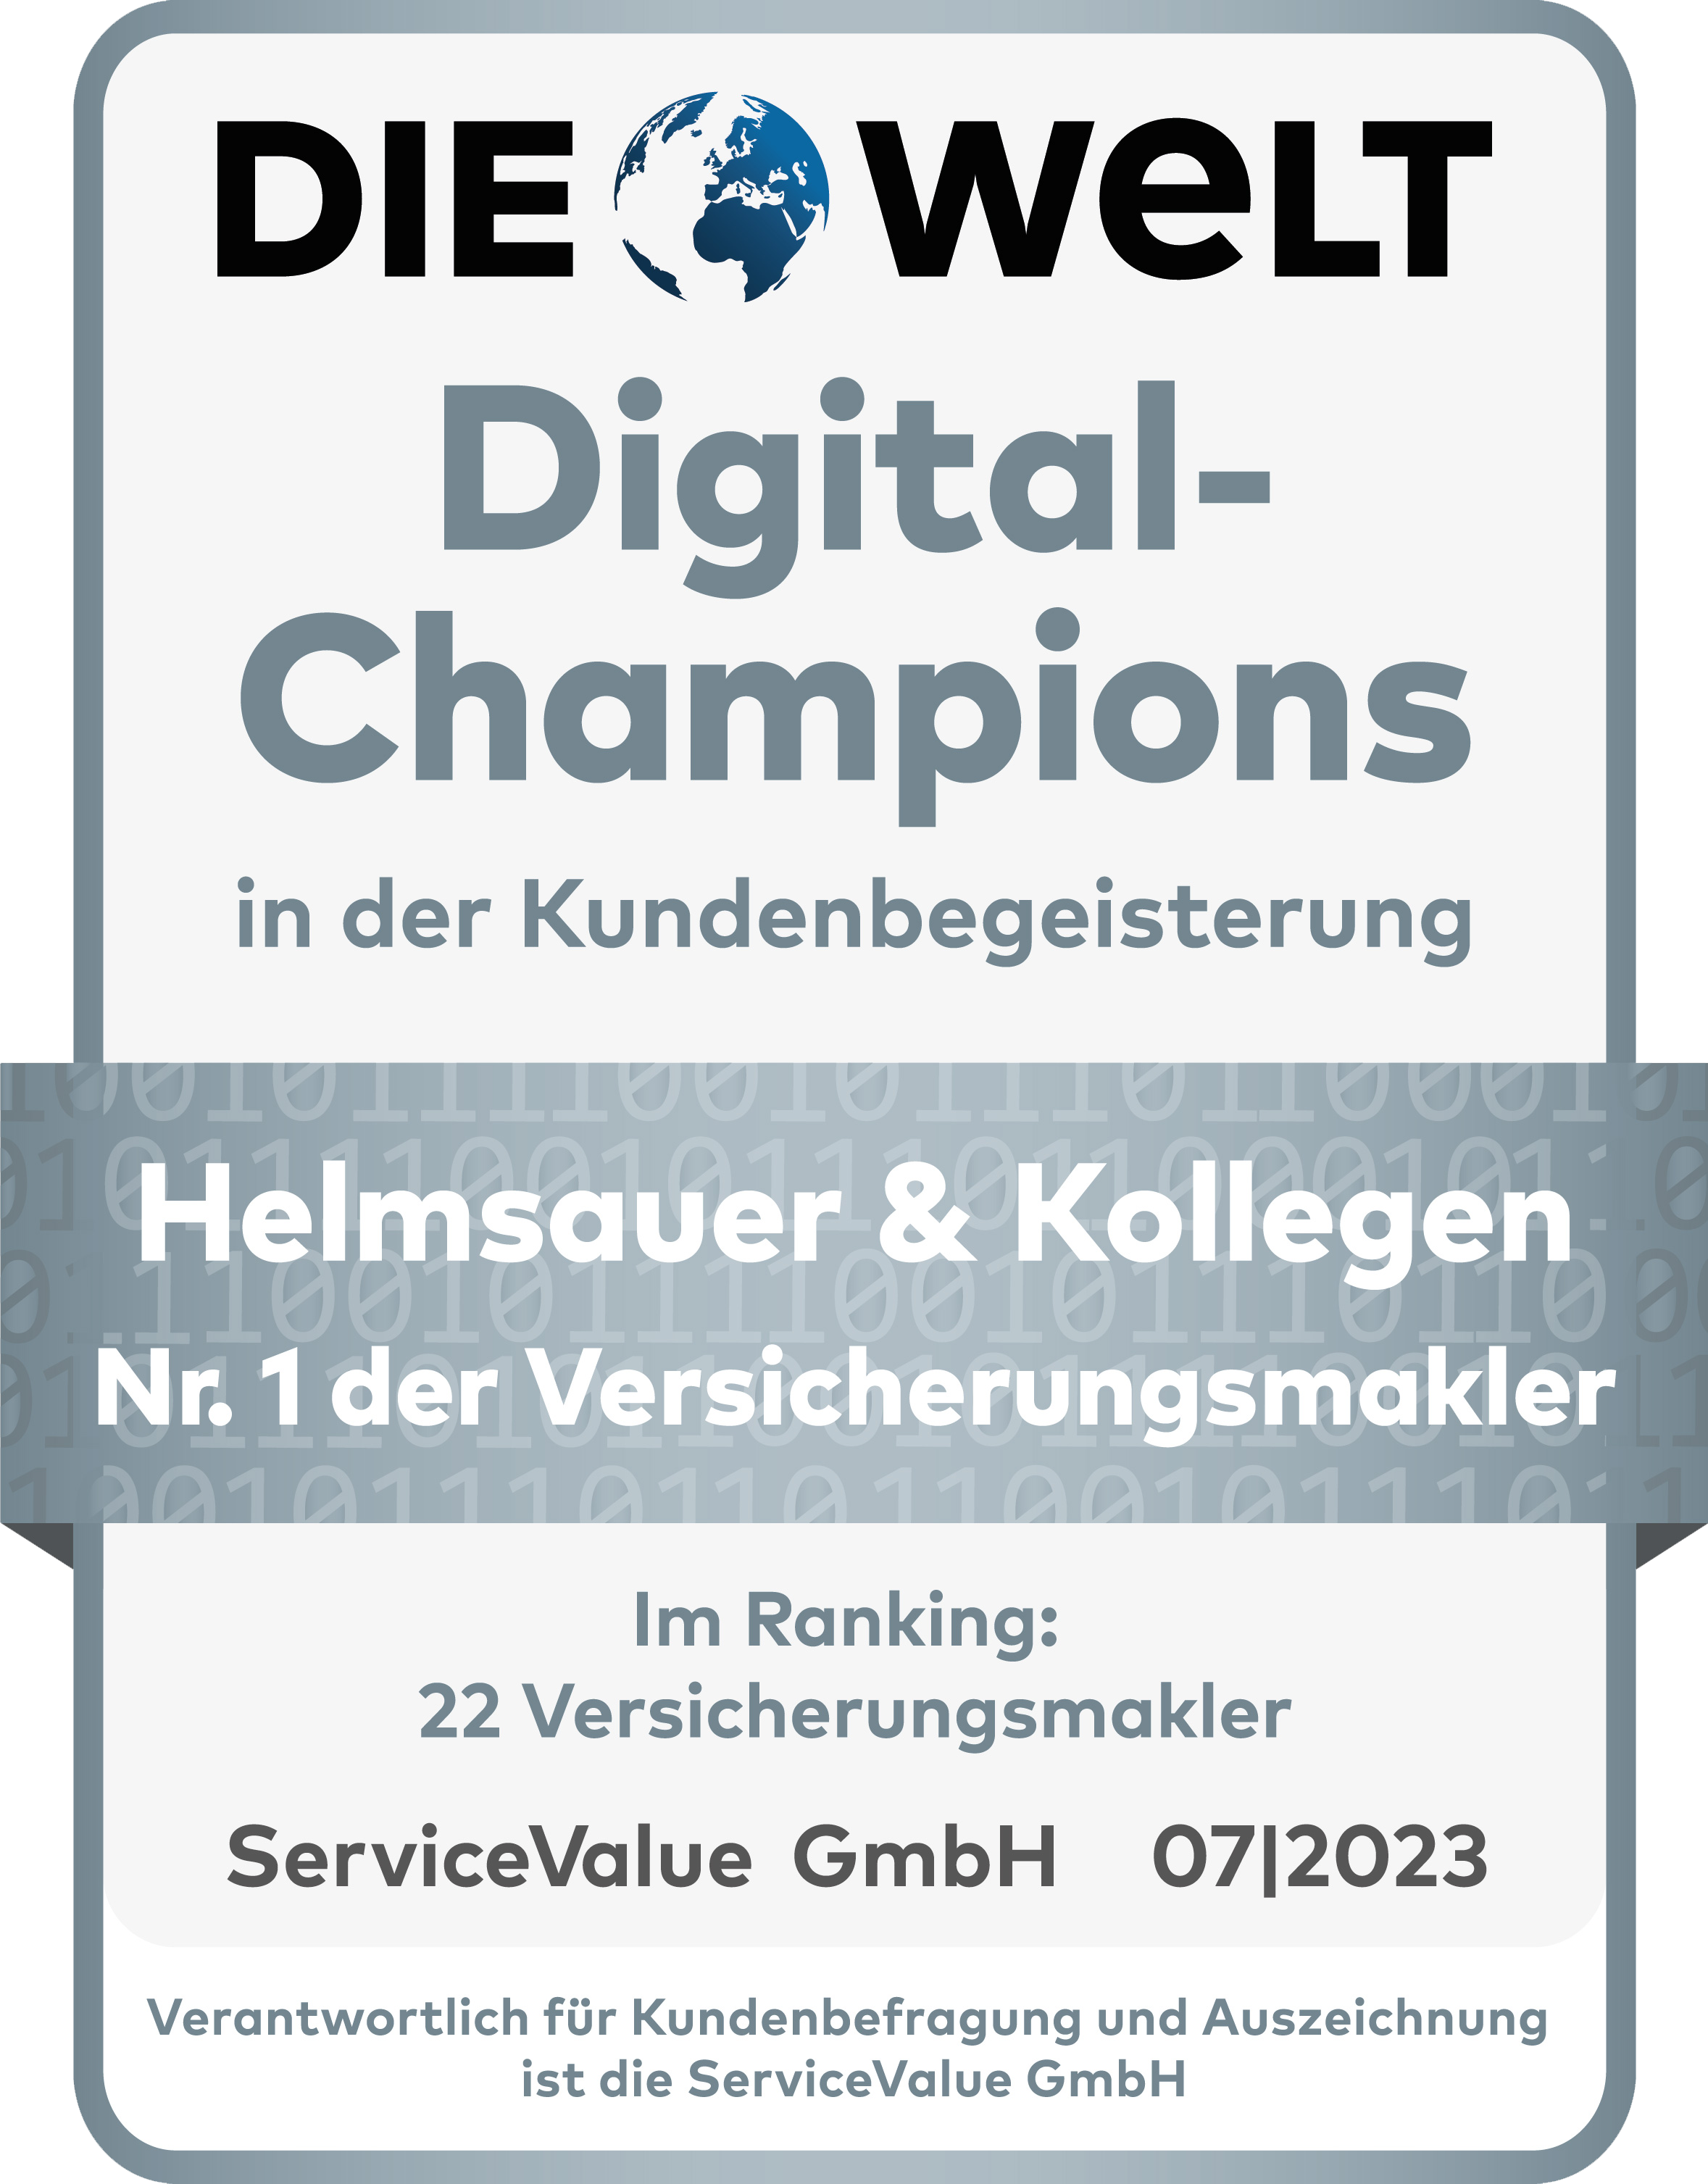 DIE WELT
Digital-
Champions
in der Kundenbegeisterung
Helmsauer & Kollegen
Nr. 1 der Versicherungsmakler
Im Ranking:
22 Versicherungsmakler
ServiceValue GmbH 07|2023
Verantwortlich für Kundenbefragung und Auszeichnung
ist die ServiceValue GmbH